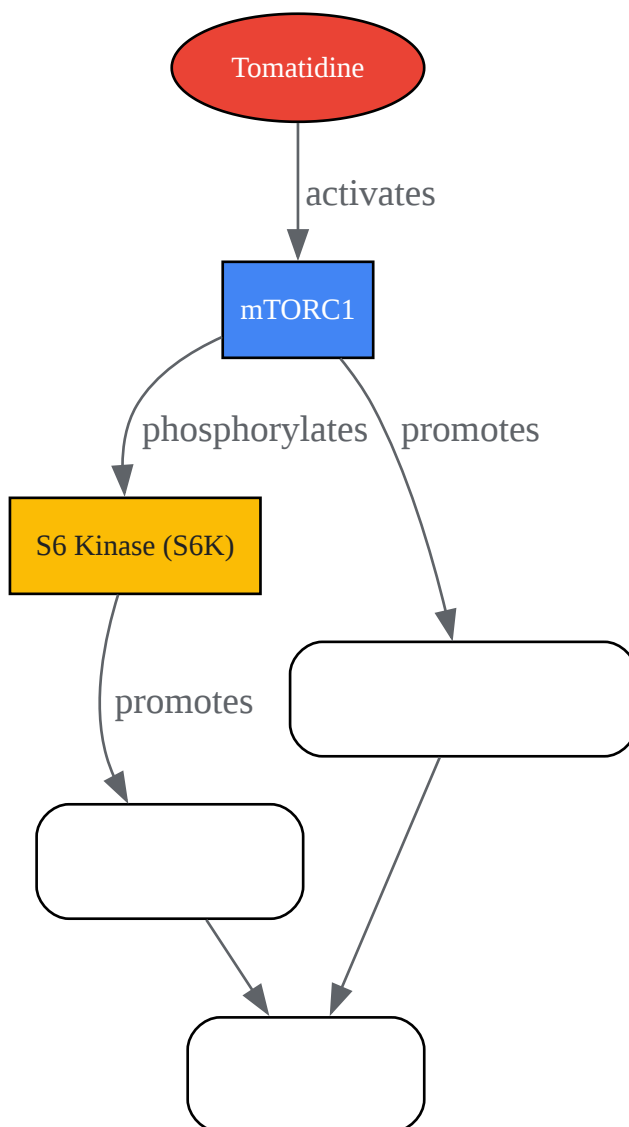 Tomatidine
activates
mTORC1
phosphorylates
promotes
S6 Kinase (S6K)
promotes